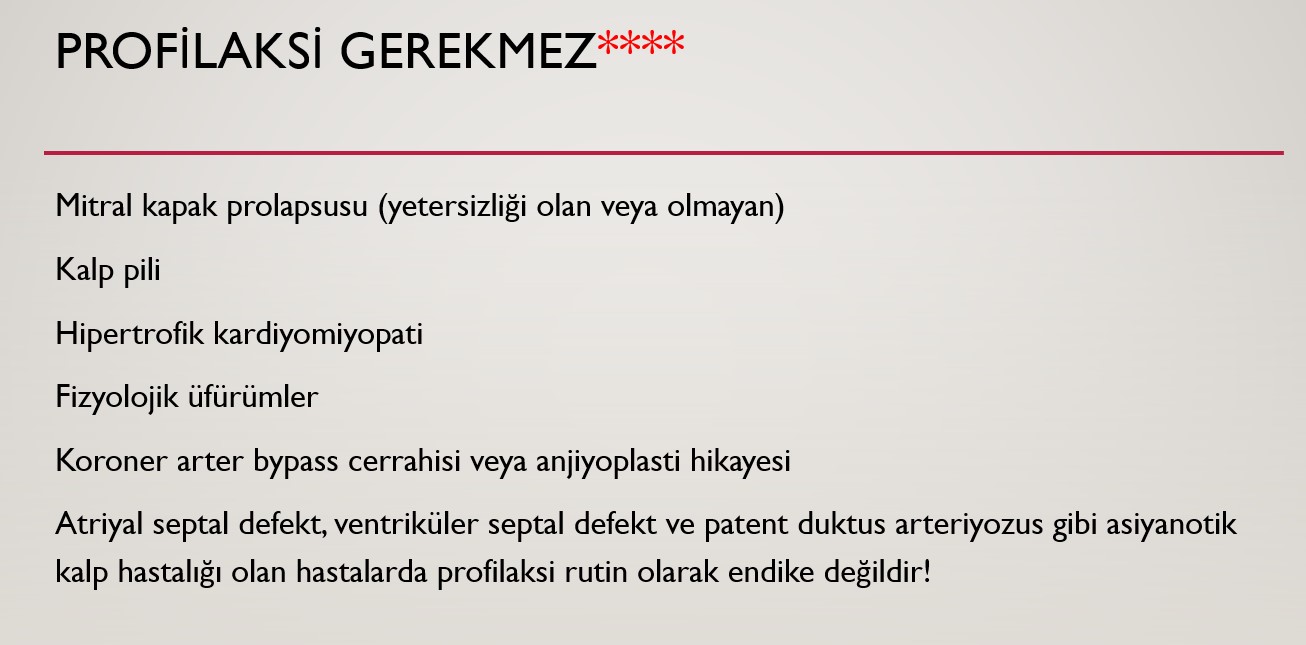 PROFİLAKSİ GEREKMEZ****
Mitral kapak prolapsusu (yetersizliği olan veya olmayan)
Kalp pili
Hipertrofik kardiyomiyopati
Fizyolojik üfürümler
Koroner arter bypass cerrahisi veya anjiyoplasti hikayesi
Atriyal septal defekt, ventriküler septal defekt ve patent duktus arteriyozus gibi asiyanotik
kalp hastalığı olan hastalarda profilaksi rutin olarak endike değildir!